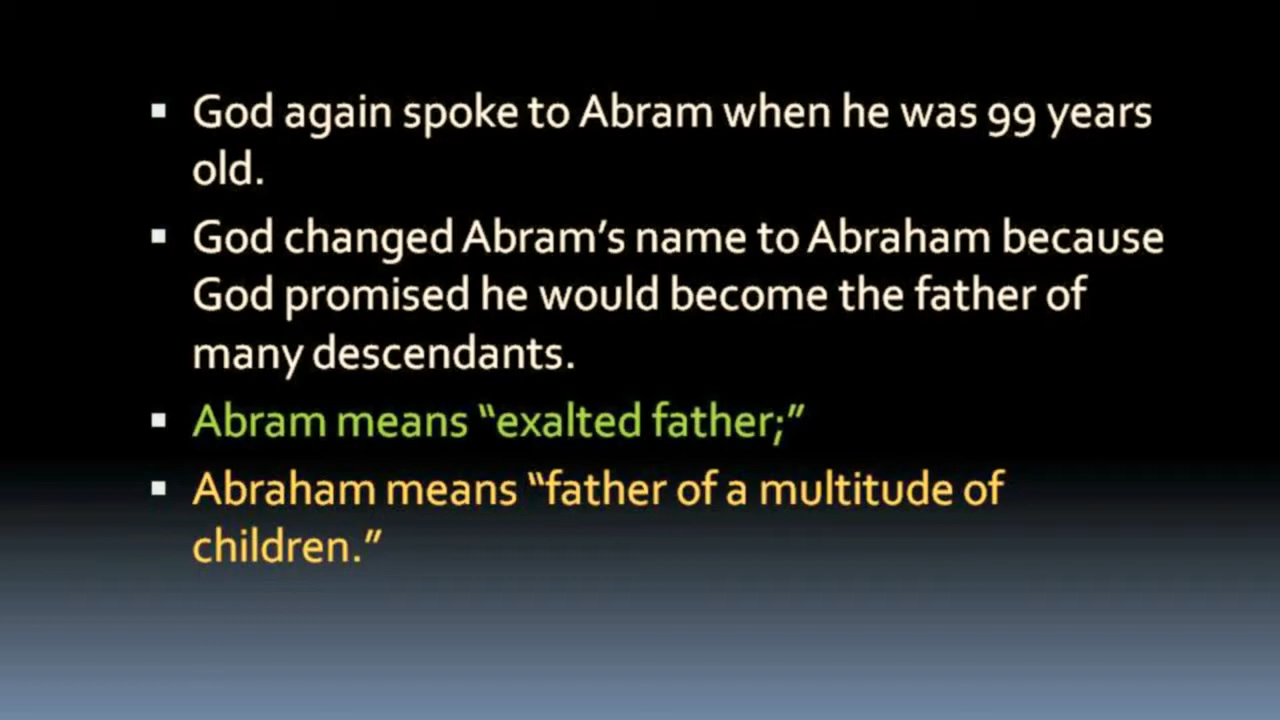 ▪ God again spoke to Abram when he was 99 years
old.
▪ God changed Abram’s name to Abraham because
God promised he would become the father of
many descendants.
▪ Abram means “exalted father;”
▪ Abraham means “father of a multitude of
children.”